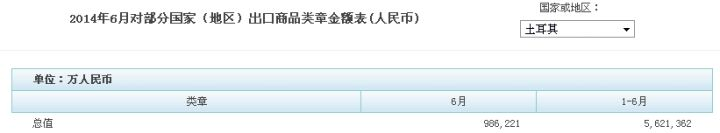 2014年6月对部分国家（地区）出口商品类章金额表(人民币)
国家或地区：
土耳其
单位：万人民币
类章 6月 1-6月
总值 986,221 5,621,362